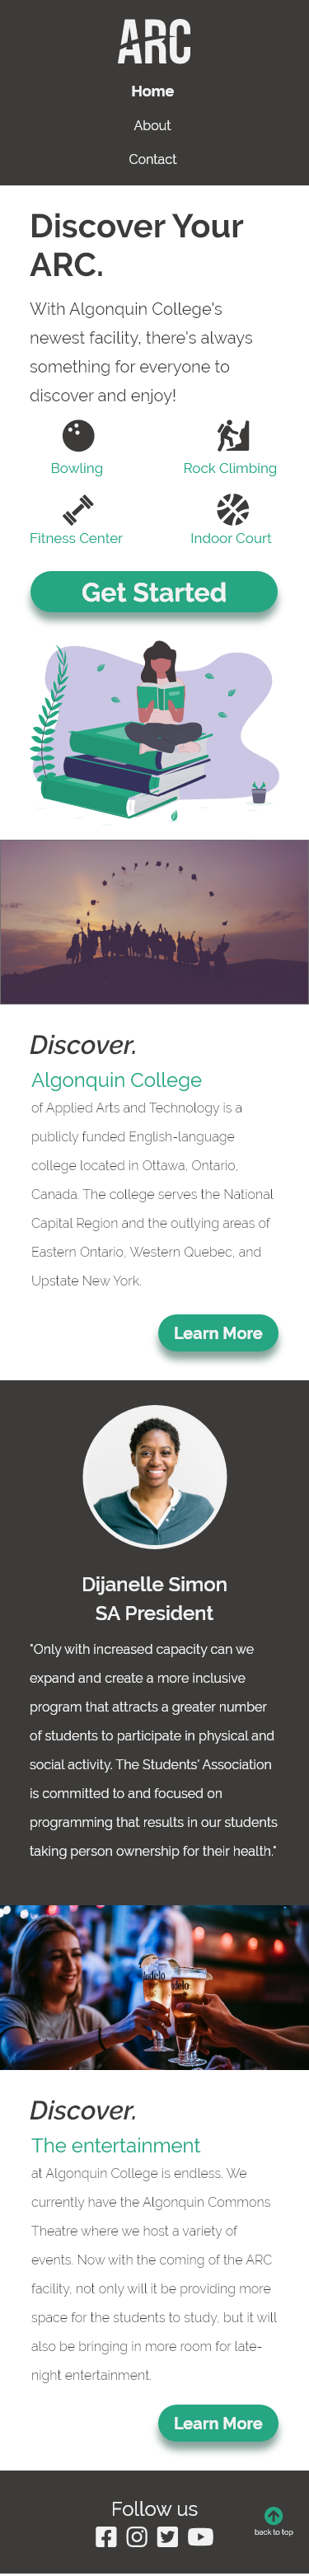 ARC
Home
About
Contact
Discover Your
ARC.
With Algonquin College's
newest facility, there's always
something for everyone to
discover and enjoy!
Bowling
Rock Climbing
Fitness Center
Indoor Court
Get Started
Discover.
Algonquin College
of Applied Arts and Technology is a
publicly funded English-language
college located in Ottawa, Ontario,
Canada. The college serves the National
Capital Region and the outlying areas of
Eastern Ontario, Western Quebec, and
Upstate New York.
Learn More
Dijanelle Simon
SA President
"Only with increased capacity can we
expand and create a more inclusive
program that attracts a greater number
of students to participate in physical and
social activity. The Students' Association
is committed to and focused on
programming that results in our students
taking person ownership for their health."
Discover.
The entertainment
at Algonquin College is endless. We
currently have the Algonquin Commons
Theatre where we host a variety of
events. Now with the coming of the ARC
facility, not only will it be providing more
space for the students to study, but it will
also be bringing in more room for late-
night entertainment.
Learn More
Follow us
back to top